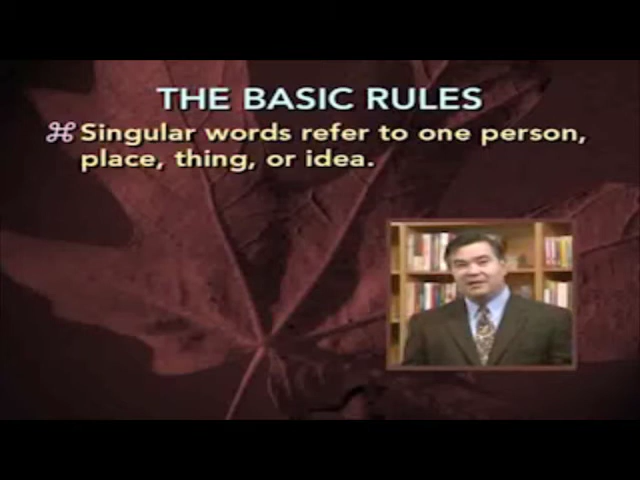 THE BASIC RULES
⌘ Singular words refer to one person,
place, thing, or idea.